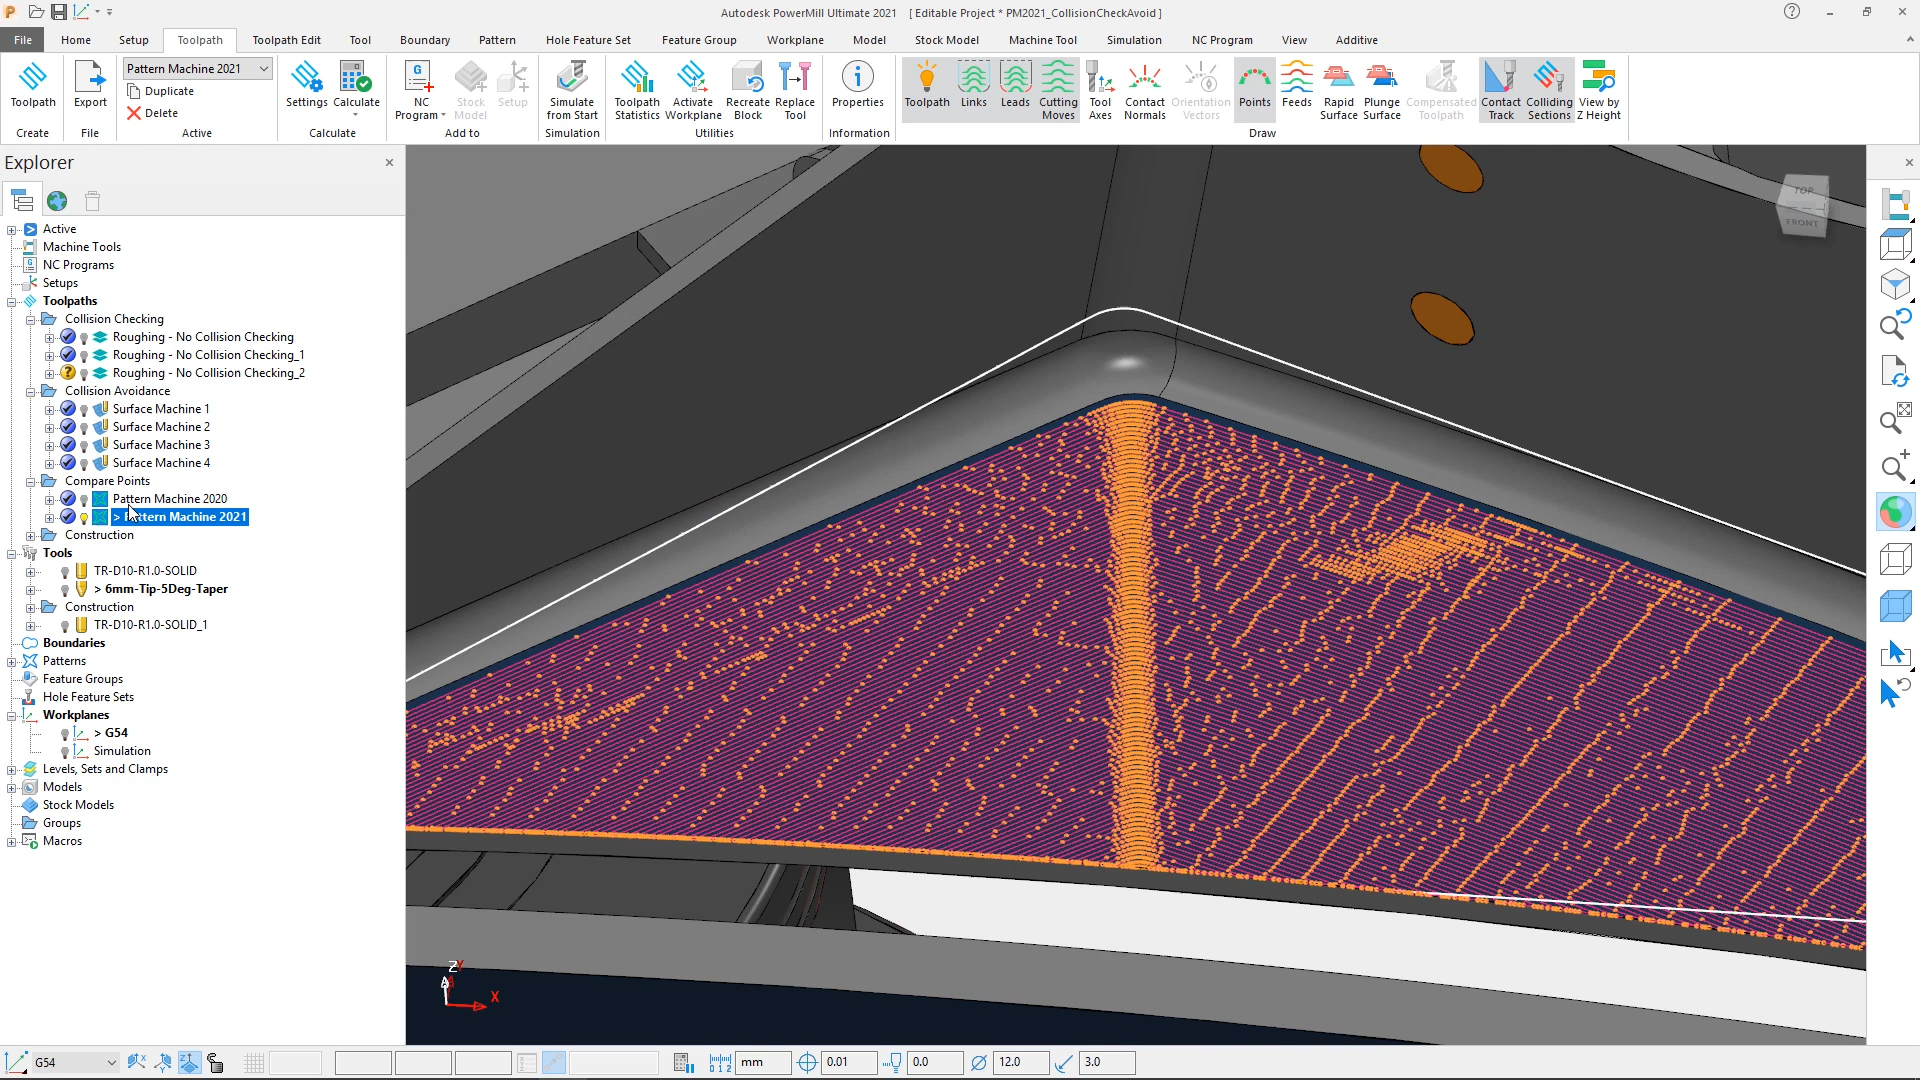 Autodesk PowerMill Ultimate 2021 [ Editable Project * PM2021_CollisionCheckAvoid ]
File Home Setup Toolpath Toolpath Edit Tool Boundary Pattern Hole Feature Set Feature Group Workplane Model Stock Model Machine Tool Simulation NC Program View Additive
Pattern Machine 2021
Duplicate
Delete
Toolpath Export Settings Calculate NC Program Stock Model Setup Simulate from Start Toolpath Statistics Activate Workplane Recreate Block Replace Tool Properties Toolpath Links Leads Cutting Moves Tool Axes Contact Normals Orientation Vectors Points Feeds Rapid Surface Plunge Surface Compensated Toolpath Contact Track Colliding Sections View by Z Height
Create File Active Calculate Add to Simulation Utilities Information Draw
Explorer
Active
Machine Tools
NC Programs
Setups
Toolpaths
Collision Checking
Roughing - No Collision Checking
Roughing - No Collision Checking_1
Roughing - No Collision Checking_2
Collision Avoidance
Surface Machine 1
Surface Machine 2
Surface Machine 3
Surface Machine 4
Compare Points
Pattern Machine 2020
> Pattern Machine 2021
Construction
Tools
TR-D10-R1.0-SOLID
> 6mm-Tip-5Deg-Taper
Construction
TR-D10-R1.0-SOLID_1
Boundaries
Patterns
Feature Groups
Hole Feature Sets
Workplanes
> G54
Simulation
Levels, Sets and Clamps
Models
Stock Models
Groups
Macros
TOP
FRONT
Z Y
X
G54 mm 0.01 0.0 12.0 3.0